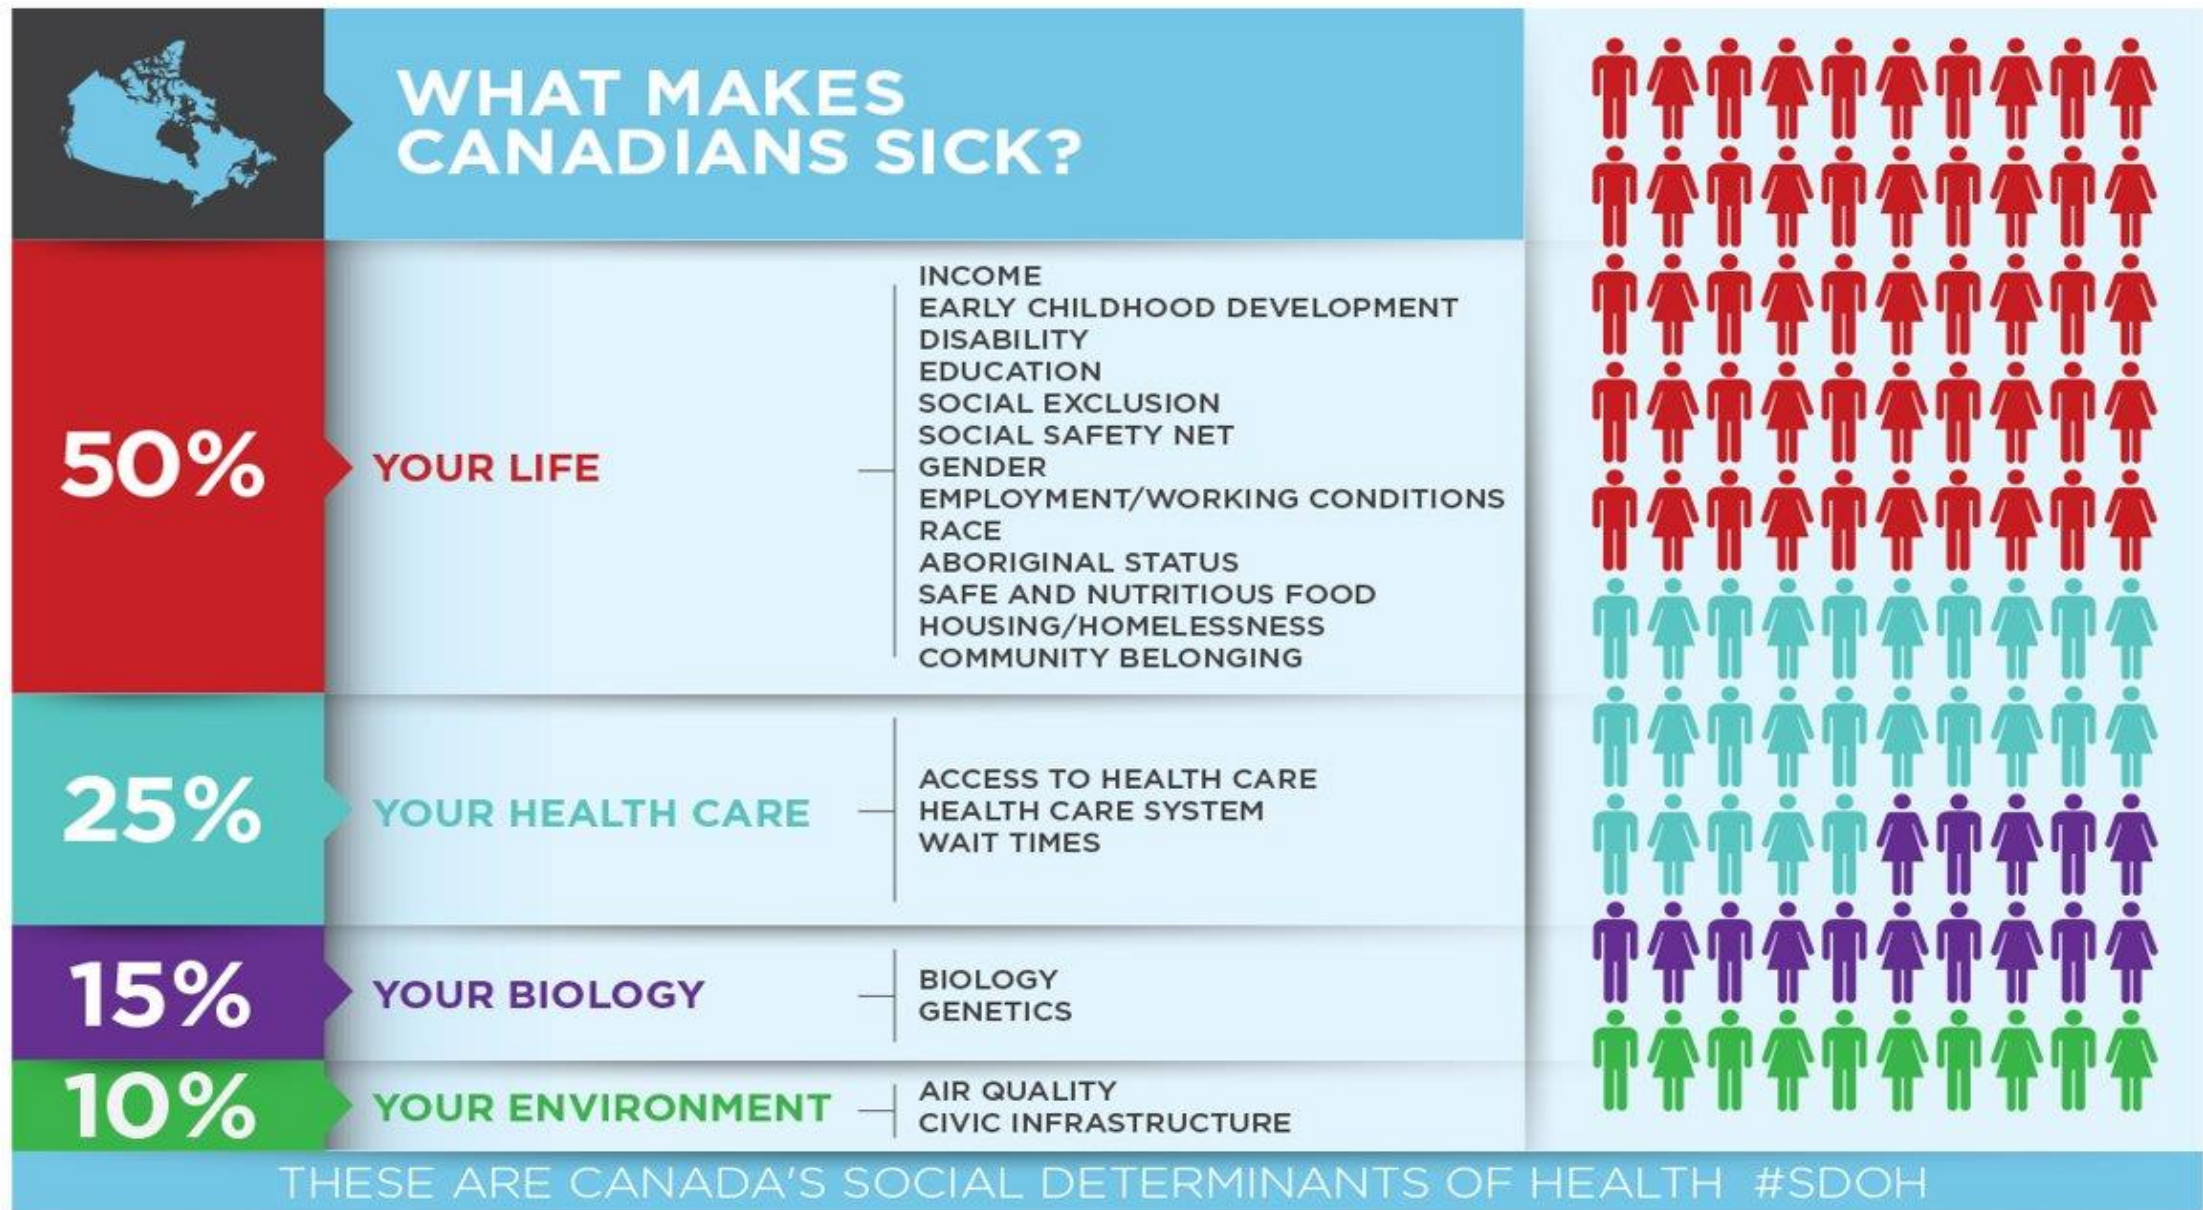 WHAT MAKES
CANADIANS SICK?
50%
YOUR LIFE
INCOME
EARLY CHILDHOOD DEVELOPMENT
DISABILITY
EDUCATION
SOCIAL EXCLUSION
SOCIAL SAFETY NET
GENDER
EMPLOYMENT/WORKING CONDITIONS
RACE
ABORIGINAL STATUS
SAFE AND NUTRITIOUS FOOD
HOUSING/HOMELESSNESS
COMMUNITY BELONGING
25%
YOUR HEALTH CARE
ACCESS TO HEALTH CARE
HEALTH CARE SYSTEM
WAIT TIMES
15%
YOUR BIOLOGY
BIOLOGY
GENETICS
10%
YOUR ENVIRONMENT
AIR QUALITY
CIVIC INFRASTRUCTURE
THESE ARE CANADA'S SOCIAL DETERMINANTS OF HEALTH #SDOH